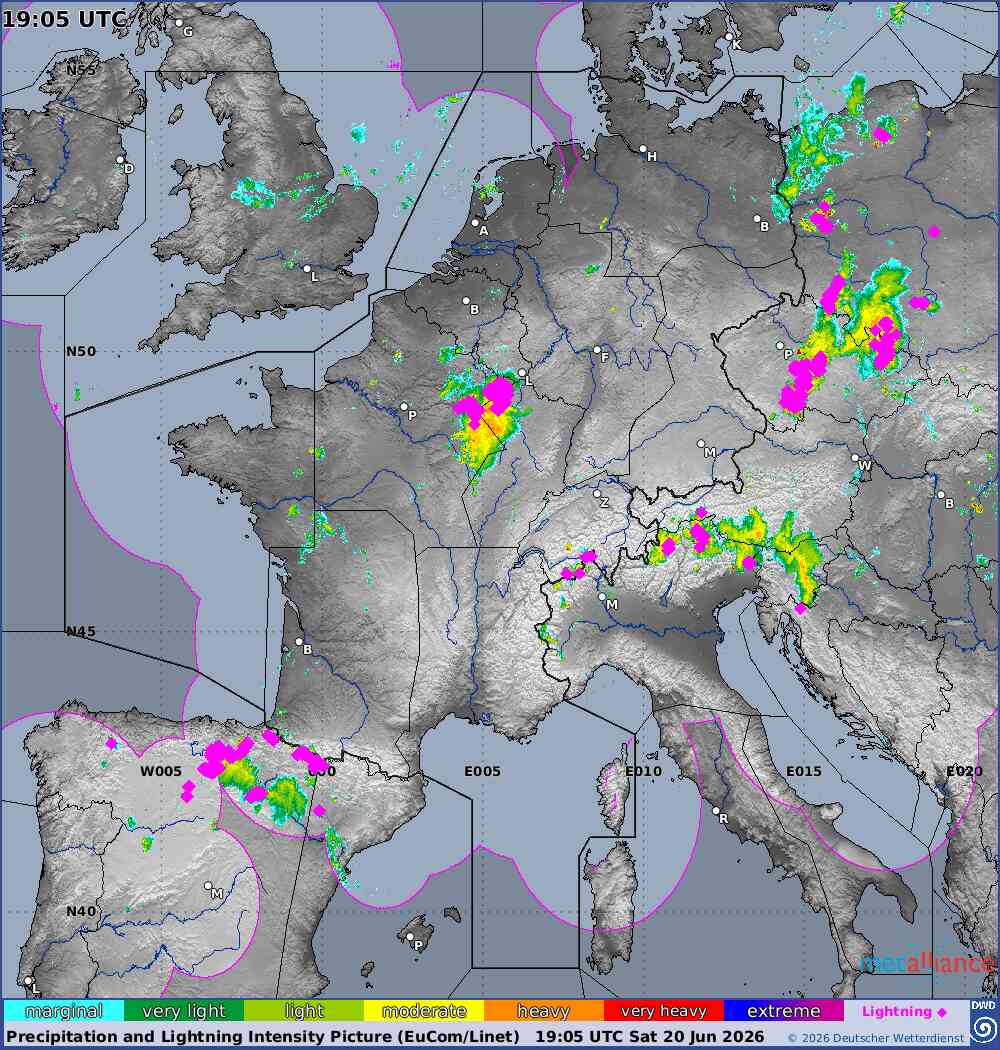 19:05 UTC
G
K
N55
D
H
A
B
L
B
N50
P
F
L
P
M
W
Z
B
M
N45
B
W005
000
E005
E010
E015
E020
R
M
N40
P
L
metalliance
marginal very light light moderate heavy very heavy extreme Lightning DWD
Precipitation and Lightning Intensity Picture (EuCom/Linet) 19:05 UTC Sat 20 Jun 2026 © 2026 Deutscher Wetterdienst